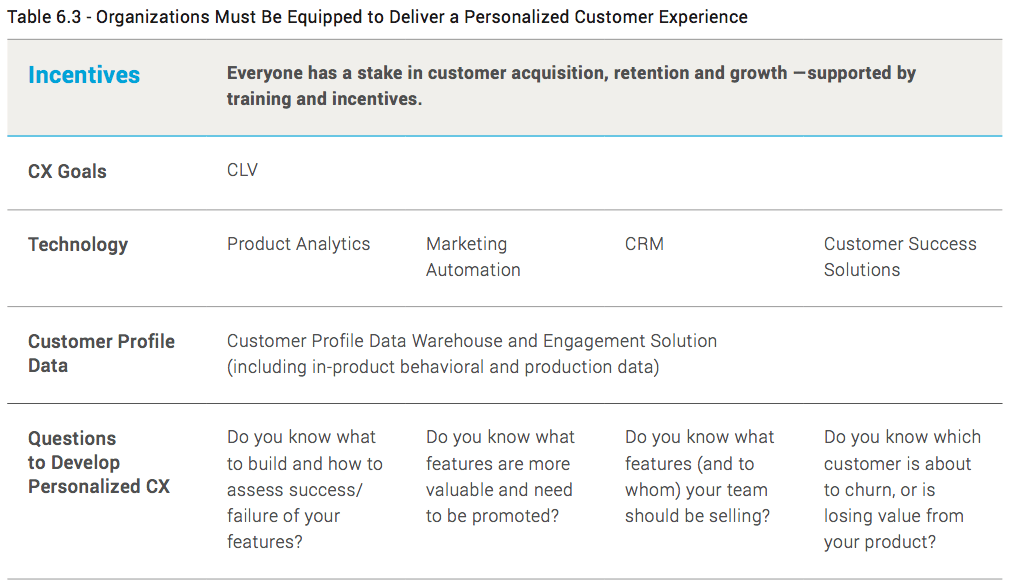 Table 6.3 - Organizations Must Be Equipped to Deliver a Personalized Customer Experience
Incentives
Everyone has a stake in customer acquisition, retention and growth —supported by
training and incentives.
CX Goals
CLV
Technology
Product Analytics
Marketing
Automation
CRM
Customer Success
Solutions
Customer Profile
Data
Customer Profile Data Warehouse and Engagement Solution
(including in-product behavioral and production data)
Questions
to Develop
Personalized CX
Do you know what
to build and how to
assess success/
failure of your
features?
Do you know what
features are more
valuable and need
to be promoted?
Do you know what
features (and to
whom) your team
should be selling?
Do you know which
customer is about
to churn, or is
losing value from
your product?